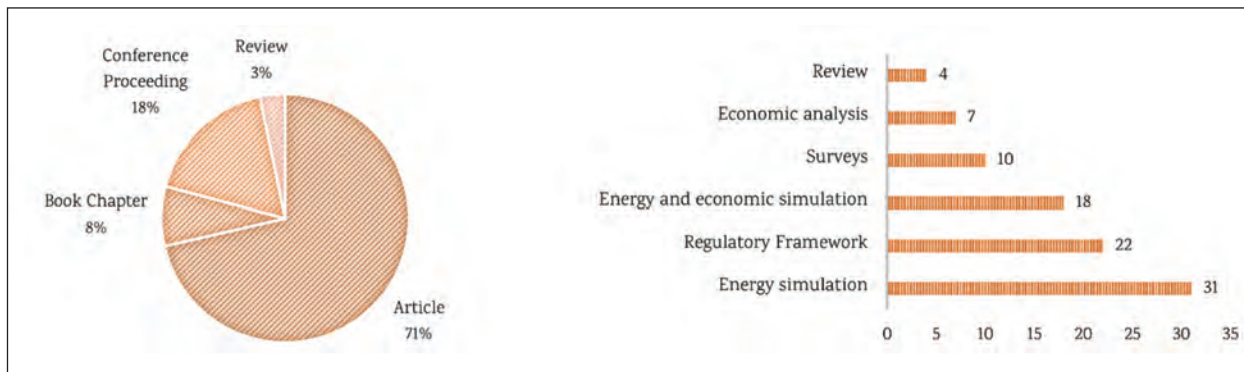 Conference
Proceeding
18%
Review
3%
Book Chapter
8%
Article
71%
Review 4
Economic analysis 7
Surveys 10
Energy and economic simulation 18
Regulatory Framework 22
Energy simulation 31
0 5 10 15 20 25 30 35